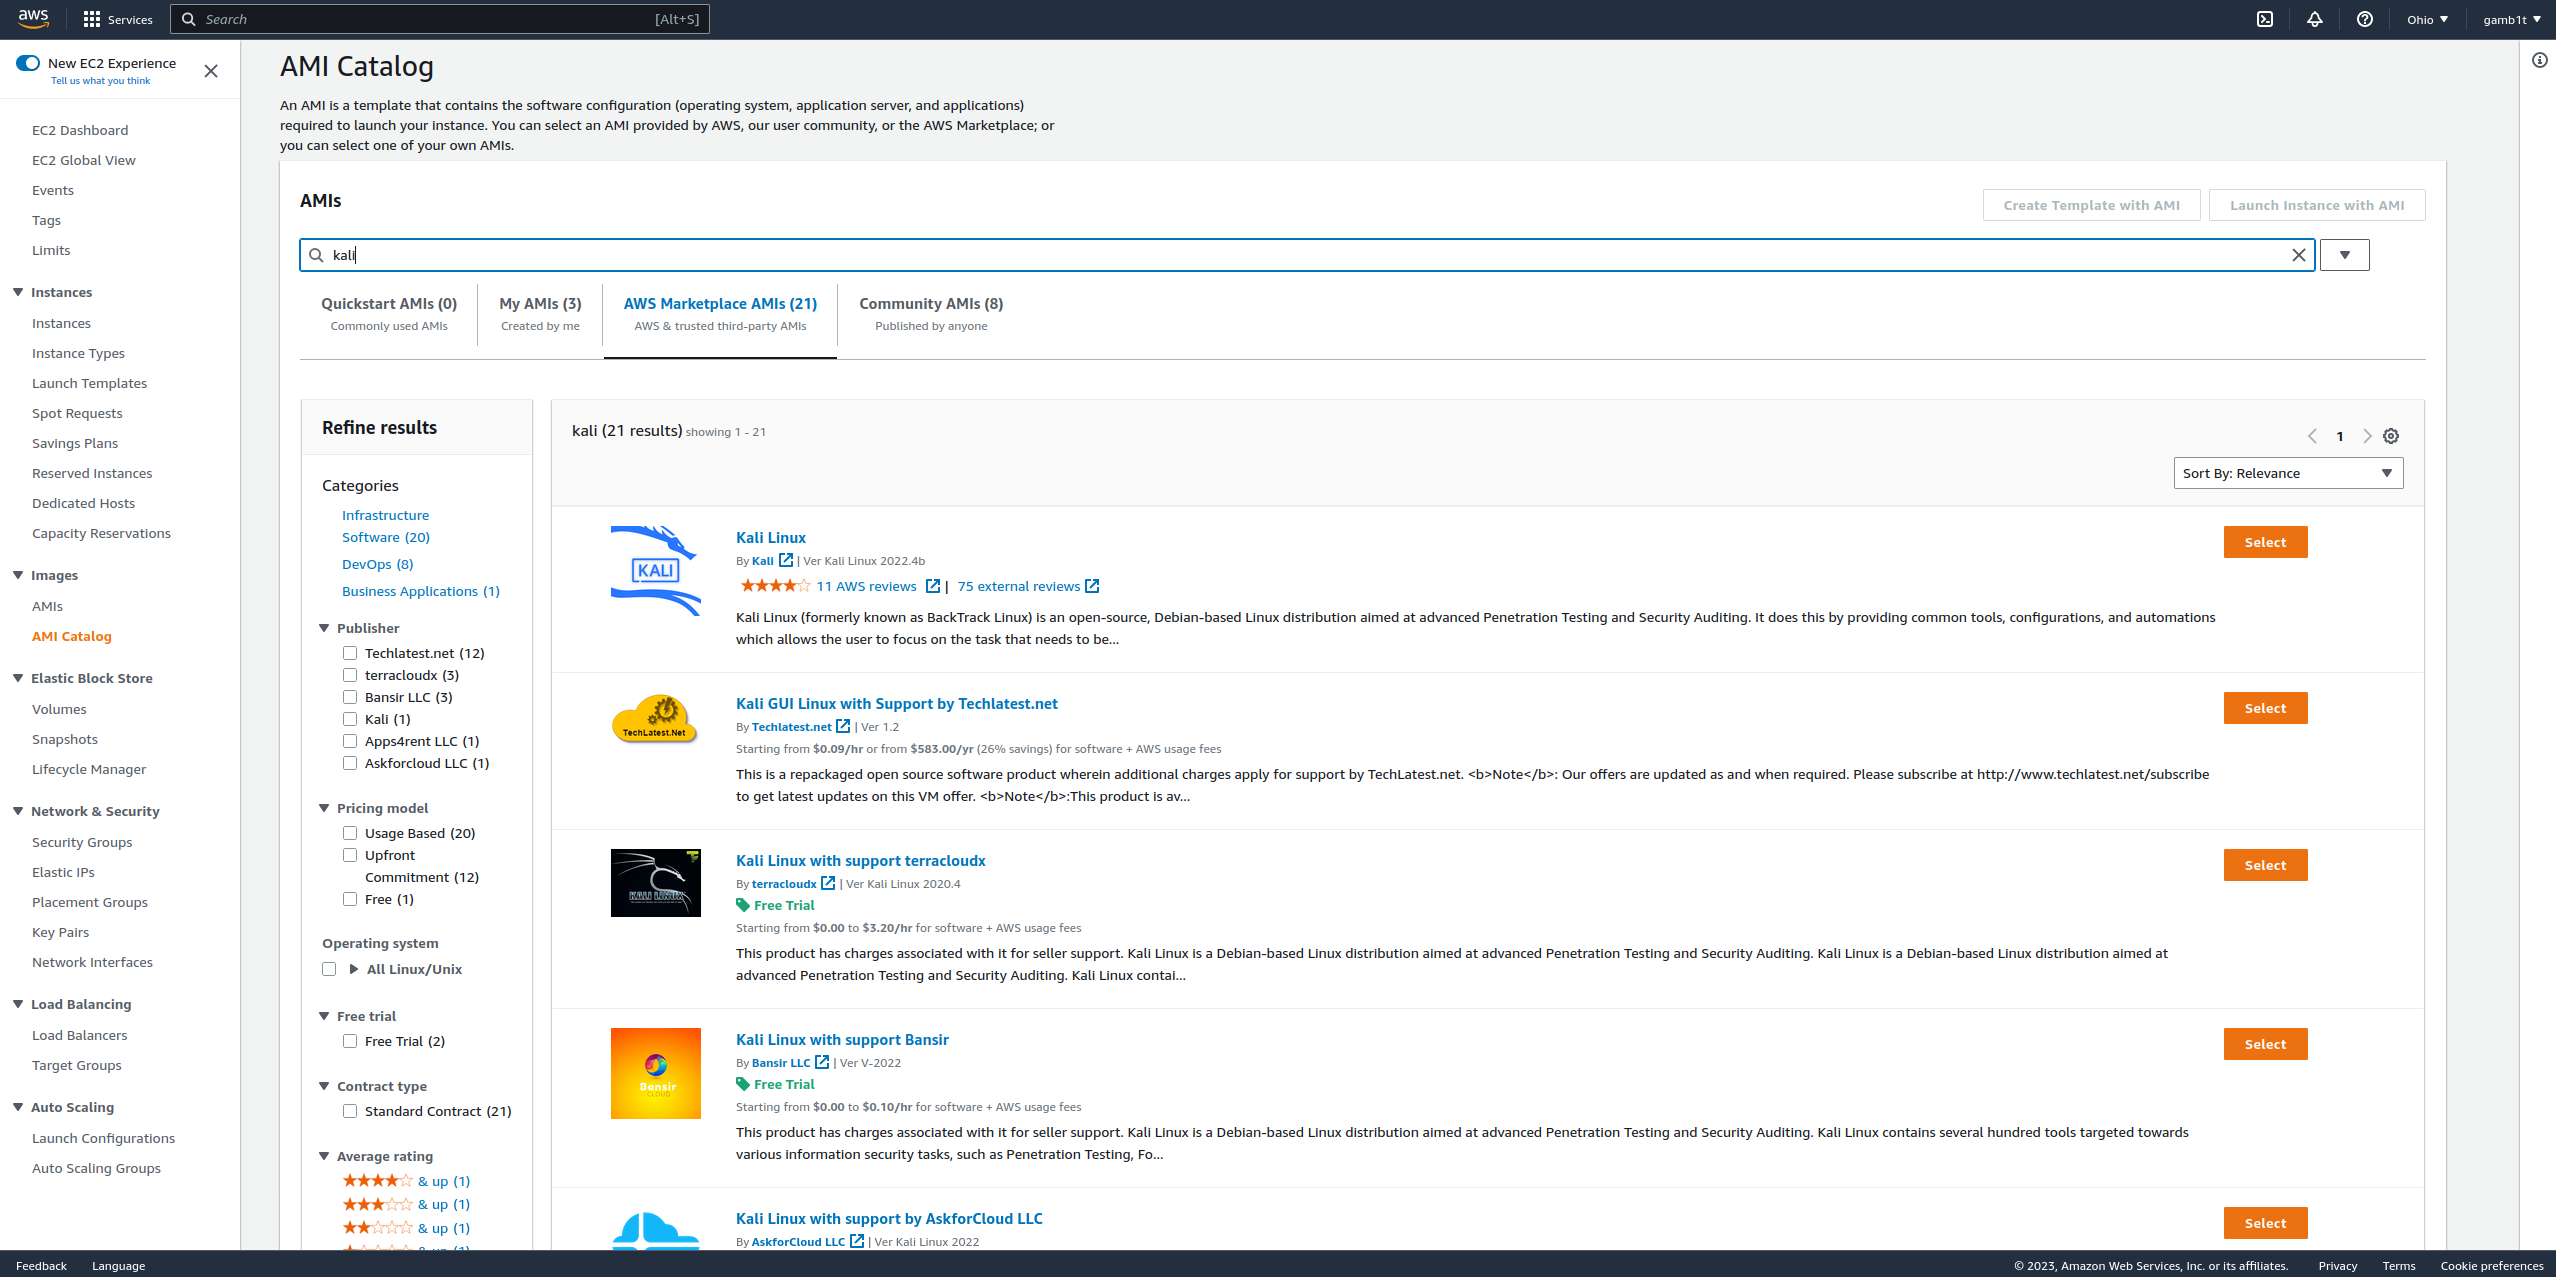 aws
Services
Search
[Alt+S]
Ohio
gamb1t
New EC2 Experience
Tell us what you think
EC2 Dashboard
EC2 Global View
Events
Tags
Limits
Instances
Instances
Instance Types
Launch Templates
Spot Requests
Savings Plans
Reserved Instances
Dedicated Hosts
Capacity Reservations
Images
AMIs
AMI Catalog
Elastic Block Store
Volumes
Snapshots
Lifecycle Manager
Network & Security
Security Groups
Elastic IPs
Placement Groups
Key Pairs
Network Interfaces
Load Balancing
Load Balancers
Target Groups
Auto Scaling
Launch Configurations
Auto Scaling Groups
AMI Catalog
An AMI is a template that contains the software configuration (operating system, application server, and applications)
required to launch your instance. You can select an AMI provided by AWS, our user community, or the AWS Marketplace; or
you can select one of your own AMIs.
AMIs
Create Template with AMI
Launch Instance with AMI
kali
Quickstart AMIs (0)
Commonly used AMIs
My AMIs (3)
Created by me
AWS Marketplace AMIs (21)
AWS & trusted third-party AMIs
Community AMIs (8)
Published by anyone
Refine results
Categories
Infrastructure
Software (20)
DevOps (8)
Business Applications (1)
Publisher
Techlatest.net (12)
terracloudx (3)
Bansir LLC (3)
Kali (1)
Apps4rent LLC (1)
Askforcloud LLC (1)
Pricing model
Usage Based (20)
Upfront
Commitment (12)
Free (1)
Operating system
All Linux/Unix
Free trial
Free Trial (2)
Contract type
Standard Contract (21)
Average rating
& up (1)
& up (1)
& up (1)
kali (21 results) showing 1 - 21
1
Sort By: Relevance
KALI
Kali Linux
By Kali | Ver Kali Linux 2022.4b
11 AWS reviews | 75 external reviews
Kali Linux (formerly known as BackTrack Linux) is an open-source, Debian-based Linux distribution aimed at advanced Penetration Testing and Security Auditing. It does this by providing common tools, configurations, and automations
which allows the user to focus on the task that needs to be...
Select
TechLatest.Net
Kali GUI Linux with Support by Techlatest.net
By Techlatest.net | Ver 1.2
Starting from $0.09/hr or from $583.00/yr (26% savings) for software + AWS usage fees
This is a repackaged open source software product wherein additional charges apply for support by TechLatest.net. <b>Note</b>: Our offers are updated as and when required. Please subscribe at http://www.techlatest.net/subscribe
to get latest updates on this VM offer. <b>Note</b>:This product is av...
Select
KALI LINUX
Kali Linux with support terracloudx
By terracloudx | Ver Kali Linux 2020.4
Free Trial
Starting from $0.00 to $3.20/hr for software + AWS usage fees
This product has charges associated with it for seller support. Kali Linux is a Debian-based Linux distribution aimed at advanced Penetration Testing and Security Auditing. Kali Linux is a Debian-based Linux distribution aimed at
advanced Penetration Testing and Security Auditing. Kali Linux contai...
Select
Bansir
CLOUD
Kali Linux with support Bansir
By Bansir LLC | Ver V-2022
Free Trial
Starting from $0.00 to $0.10/hr for software + AWS usage fees
This product has charges associated with it for seller support. Kali Linux is a Debian-based Linux distribution aimed at advanced Penetration Testing and Security Auditing. Kali Linux contains several hundred tools targeted towards
various information security tasks, such as Penetration Testing, Fo...
Select
Kali Linux with support by AskforCloud LLC
By AskforCloud LLC | Ver Kali Linux 2022
Select
Feedback
Language
© 2023, Amazon Web Services, Inc. or its affiliates.
Privacy
Terms
Cookie preferences